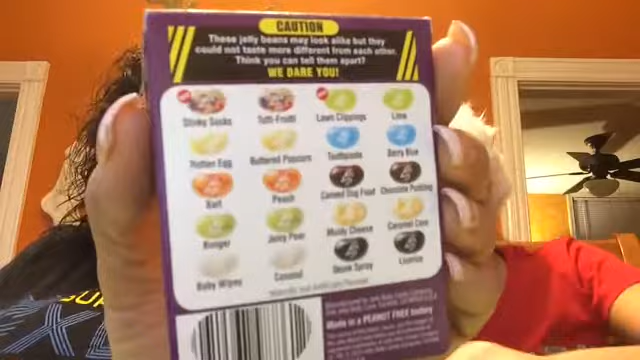 CAUTION
These jelly beans may look alike but they
could not taste more different from each other.
Think you can tell them apart?
WE DARE YOU!
Stinky Socks Tutti-Fruitti Lawn Clippings Lime
Rotten Egg Buttered Popcorn Toothpaste Berry Blue
Barf Peach Canned Dog Food Chocolate Pudding
Booger Juicy Pear Moldy Cheese Caramel Corn
Baby Wipes Coconut Skunk Spray Licorice
Made in a PEANUT FREE factory